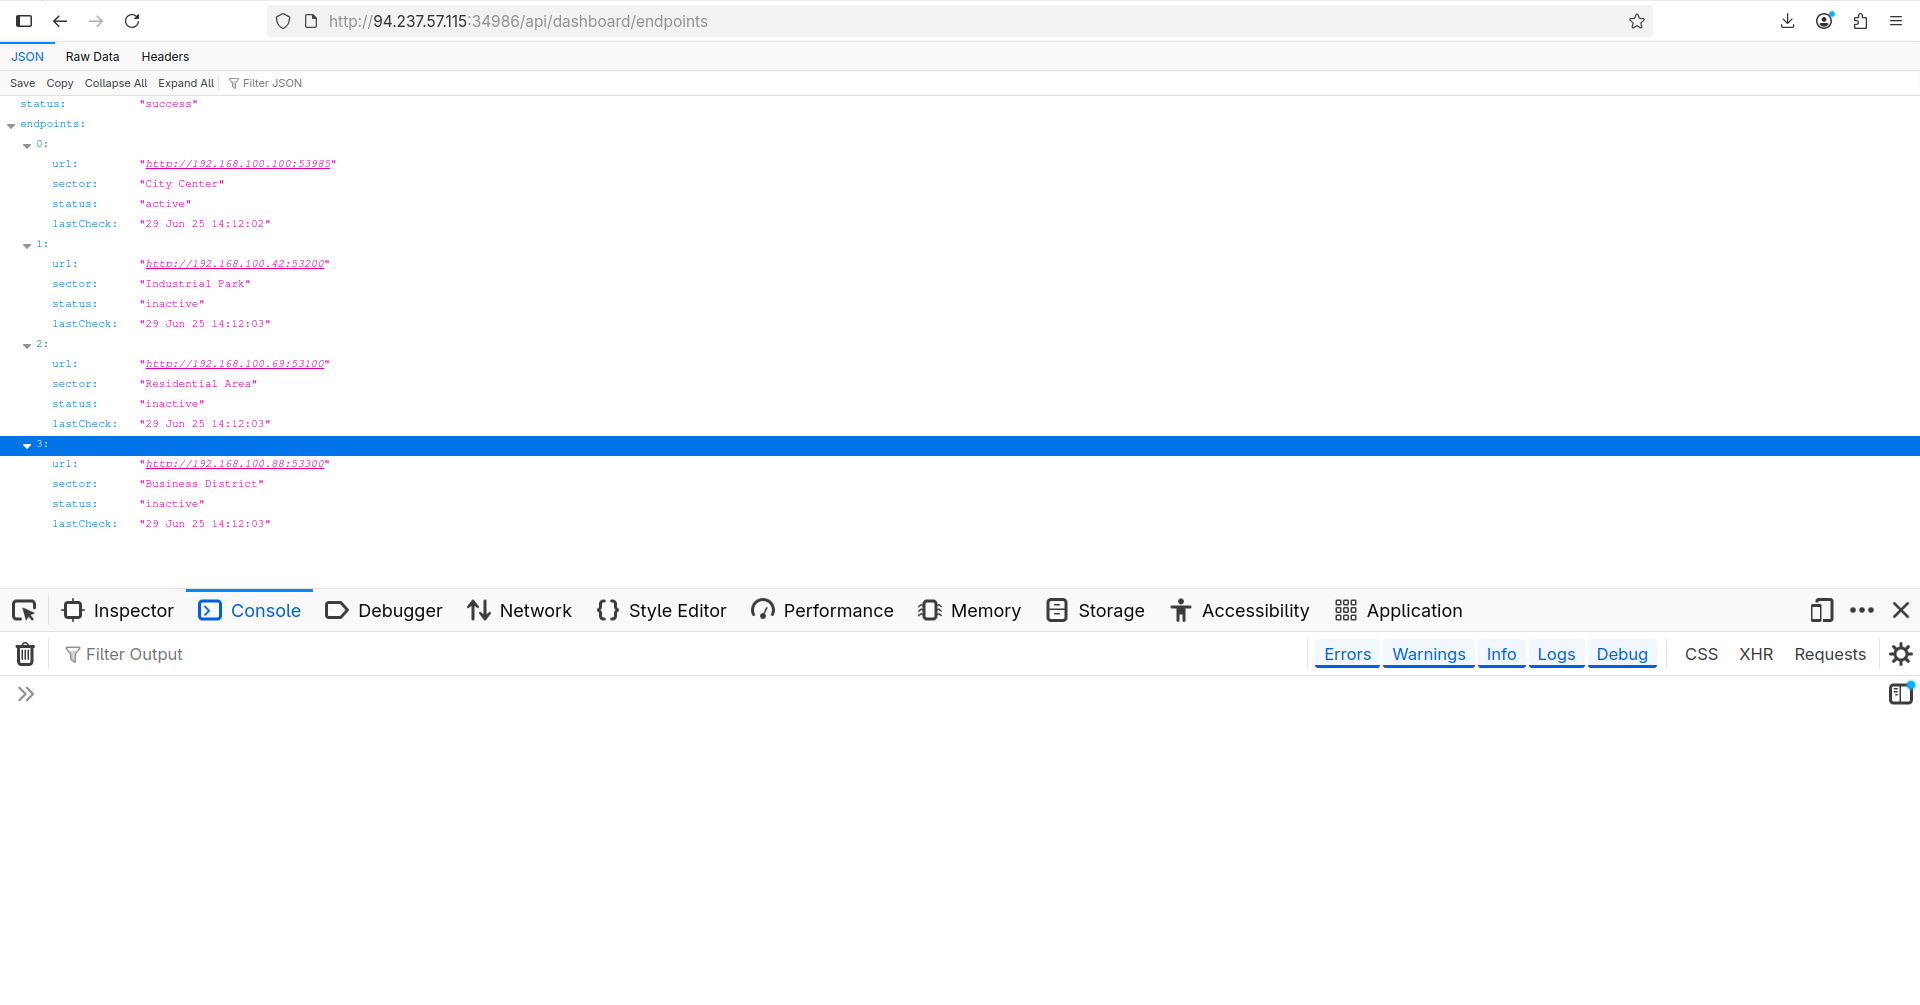 http://94.237.57.115:34986/api/dashboard/endpoints
JSON Raw Data Headers
Save Copy Collapse All Expand All Filter JSON
status: "success"
endpoints:
0:
url: "http://192.168.100.100:53985"
sector: "City Center"
status: "active"
lastCheck: "29 Jun 25 14:12:02"
1:
url: "http://192.168.100.42:53200"
sector: "Industrial Park"
status: "inactive"
lastCheck: "29 Jun 25 14:12:03"
2:
url: "http://192.168.100.69:53100"
sector: "Residential Area"
status: "inactive"
lastCheck: "29 Jun 25 14:12:03"
3:
url: "http://192.168.100.88:53300"
sector: "Business District"
status: "inactive"
lastCheck: "29 Jun 25 14:12:03"
Inspector Console Debugger Network Style Editor Performance Memory Storage Accessibility Application
Filter Output Errors Warnings Info Logs Debug CSS XHR Requests